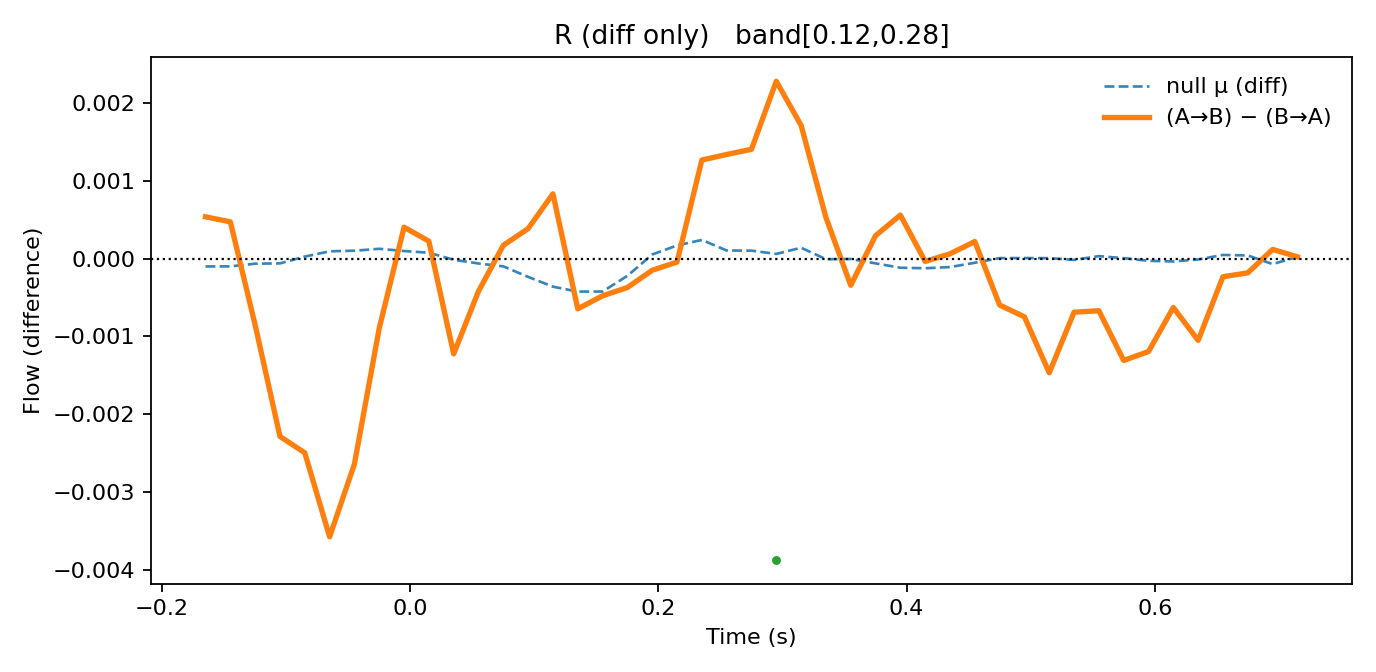 R (diff only)   band[0.12,0.28]
null μ (diff)
(A→B) − (B→A)
Flow (difference)
0.002
0.001
0.000
−0.001
−0.002
−0.003
−0.004
−0.2
0.0
0.2
0.4
0.6
Time (s)